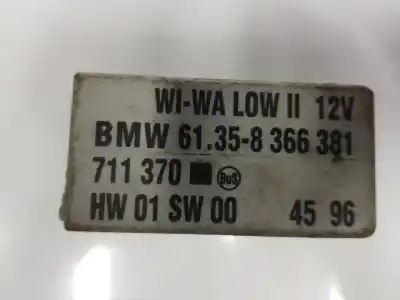 WI-WA LOW II 12V
BMW 61.35-8 366 381
711 370 BuS
HW 01 SW 00 45 96